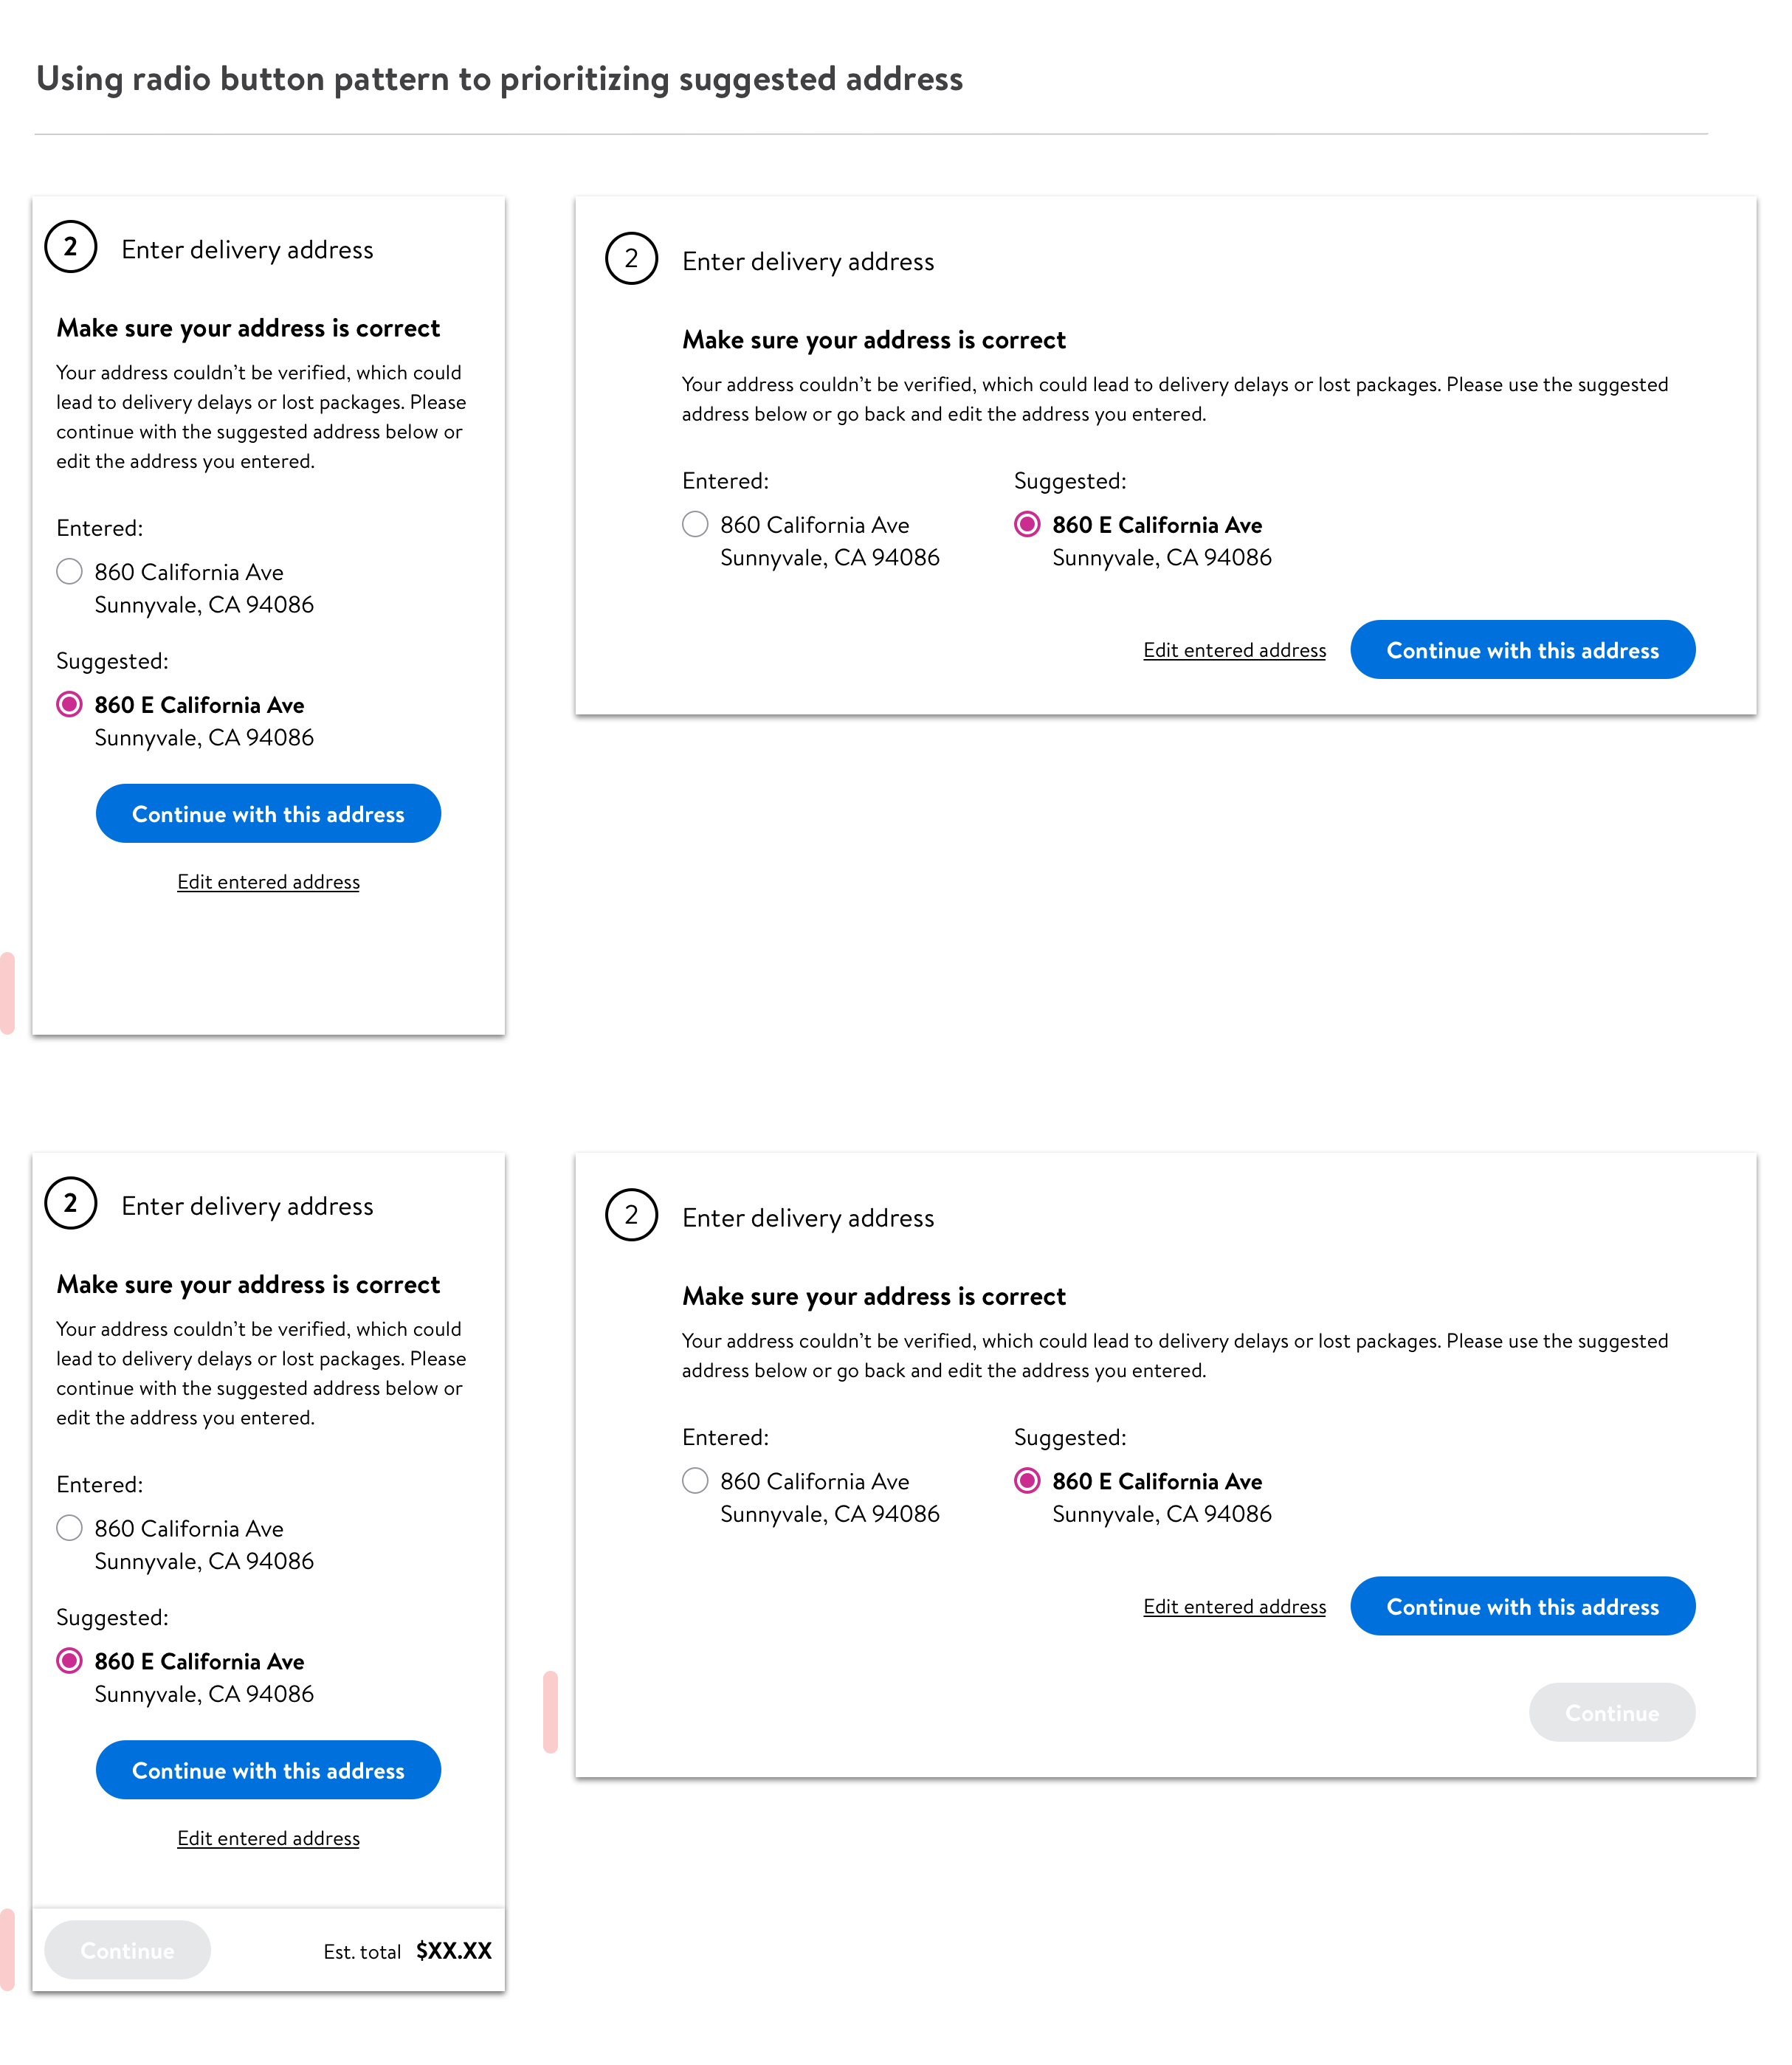 Using radio button pattern to prioritizing suggested address
2
Enter delivery address
Make sure your address is correct
Your address couldn't be verified, which could
lead to delivery delays or lost packages. Please
continue with the suggested address below or
edit the address you entered.
Entered:
860 California Ave
Sunnyvale, CA 94086
Suggested:
860 E California Ave
Sunnyvale, CA 94086
Continue with this address
Edit entered address
2
Enter delivery address
Make sure your address is correct
Your address couldn't be verified, which could lead to delivery delays or lost packages. Please use the suggested
address below or go back and edit the address you entered.
Entered:
860 California Ave
Sunnyvale, CA 94086
Suggested:
860 E California Ave
Sunnyvale, CA 94086
Edit entered address
Continue with this address
2
Enter delivery address
Make sure your address is correct
Your address couldn't be verified, which could
lead to delivery delays or lost packages. Please
continue with the suggested address below or
edit the address you entered.
Entered:
860 California Ave
Sunnyvale, CA 94086
Suggested:
860 E California Ave
Sunnyvale, CA 94086
Continue with this address
Edit entered address
Continue
Est. total $XX.XX
2
Enter delivery address
Make sure your address is correct
Your address couldn't be verified, which could lead to delivery delays or lost packages. Please use the suggested
address below or go back and edit the address you entered.
Entered:
860 California Ave
Sunnyvale, CA 94086
Suggested:
860 E California Ave
Sunnyvale, CA 94086
Edit entered address
Continue with this address
Continue